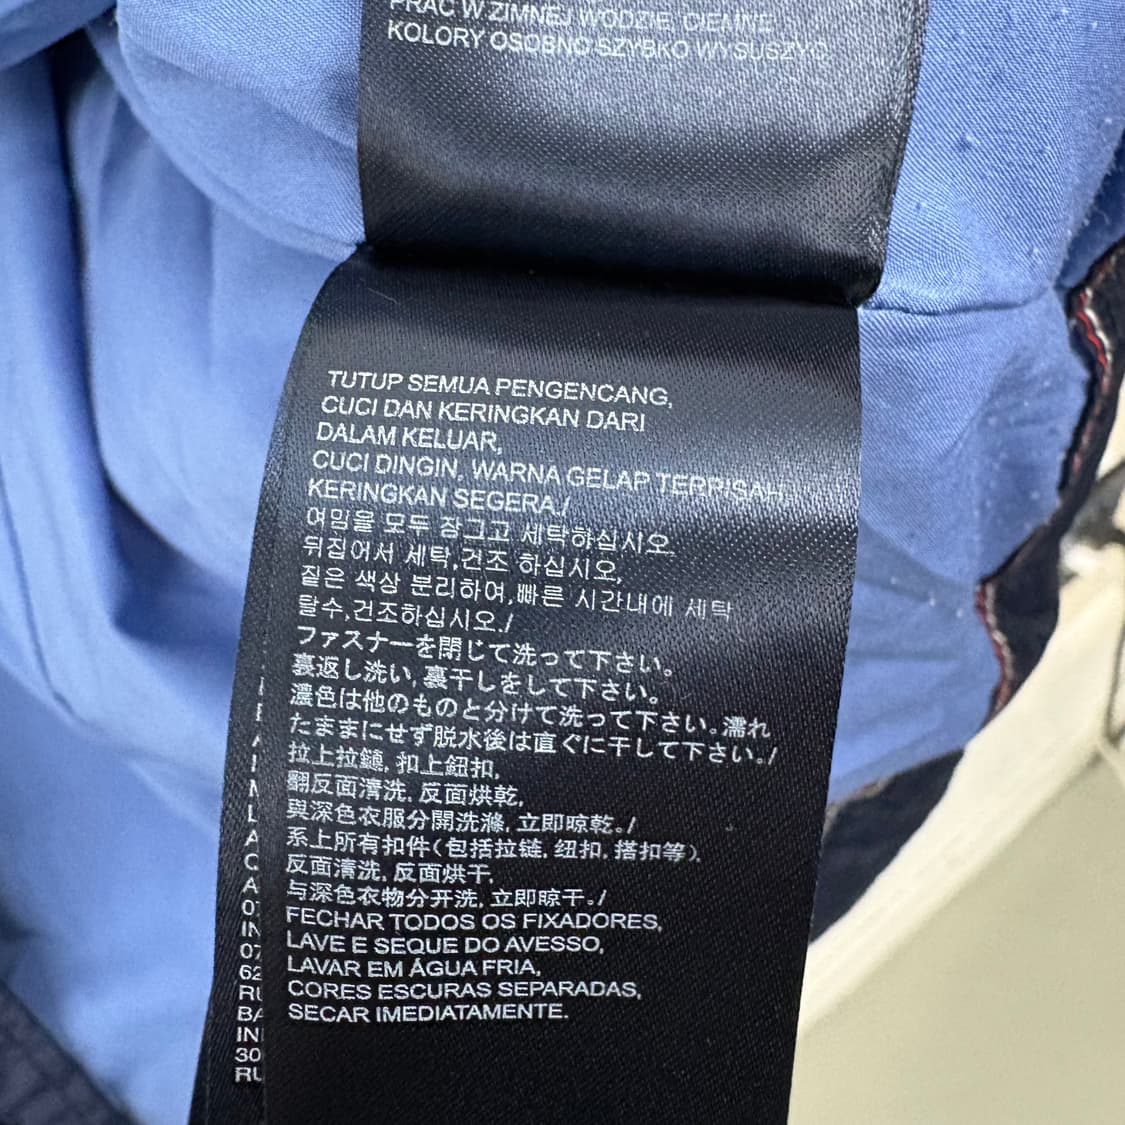 PRAĆ W ZIMNEJ WODZIE, CIEMNE
KOLORY OSOBNO SZYBKO WYSUSZYĆ
TUTUP SEMUA PENGENCANG,
CUCI DAN KERINGKAN DARI
DALAM KELUAR,
CUCI DINGIN, WARNA GELAP TERPISAH,
KERINGKAN SEGERA./
여밈을 모두 잠그고 세탁하십시오.
뒤집어서 세탁,건조 하십시오,
짙은 색상 분리하여,빠른 시간내에 세탁
탈수,건조하십시오./
ファスナーを閉じて洗って下さい。
裏返し洗い, 裏干しをして下さい。
濃色は他のものと分けて洗って下さい。濡れ
たままにせず脱水後は直ぐに干して下さい。/
拉上拉鏈, 扣上鈕扣,
翻反面清洗, 反面烘乾,
與深色衣服分開洗滌, 立即晾乾。/
系上所有扣件(包括拉链, 纽扣, 搭扣等),
反面清洗, 反面烘干,
与深色衣物分开洗, 立即晾干。/
FECHAR TODOS OS FIXADORES,
LAVE E SEQUE DO AVESSO,
LAVAR EM ÁGUA FRIA,
CORES ESCURAS SEPARADAS,
SECAR IMEDIATAMENTE.